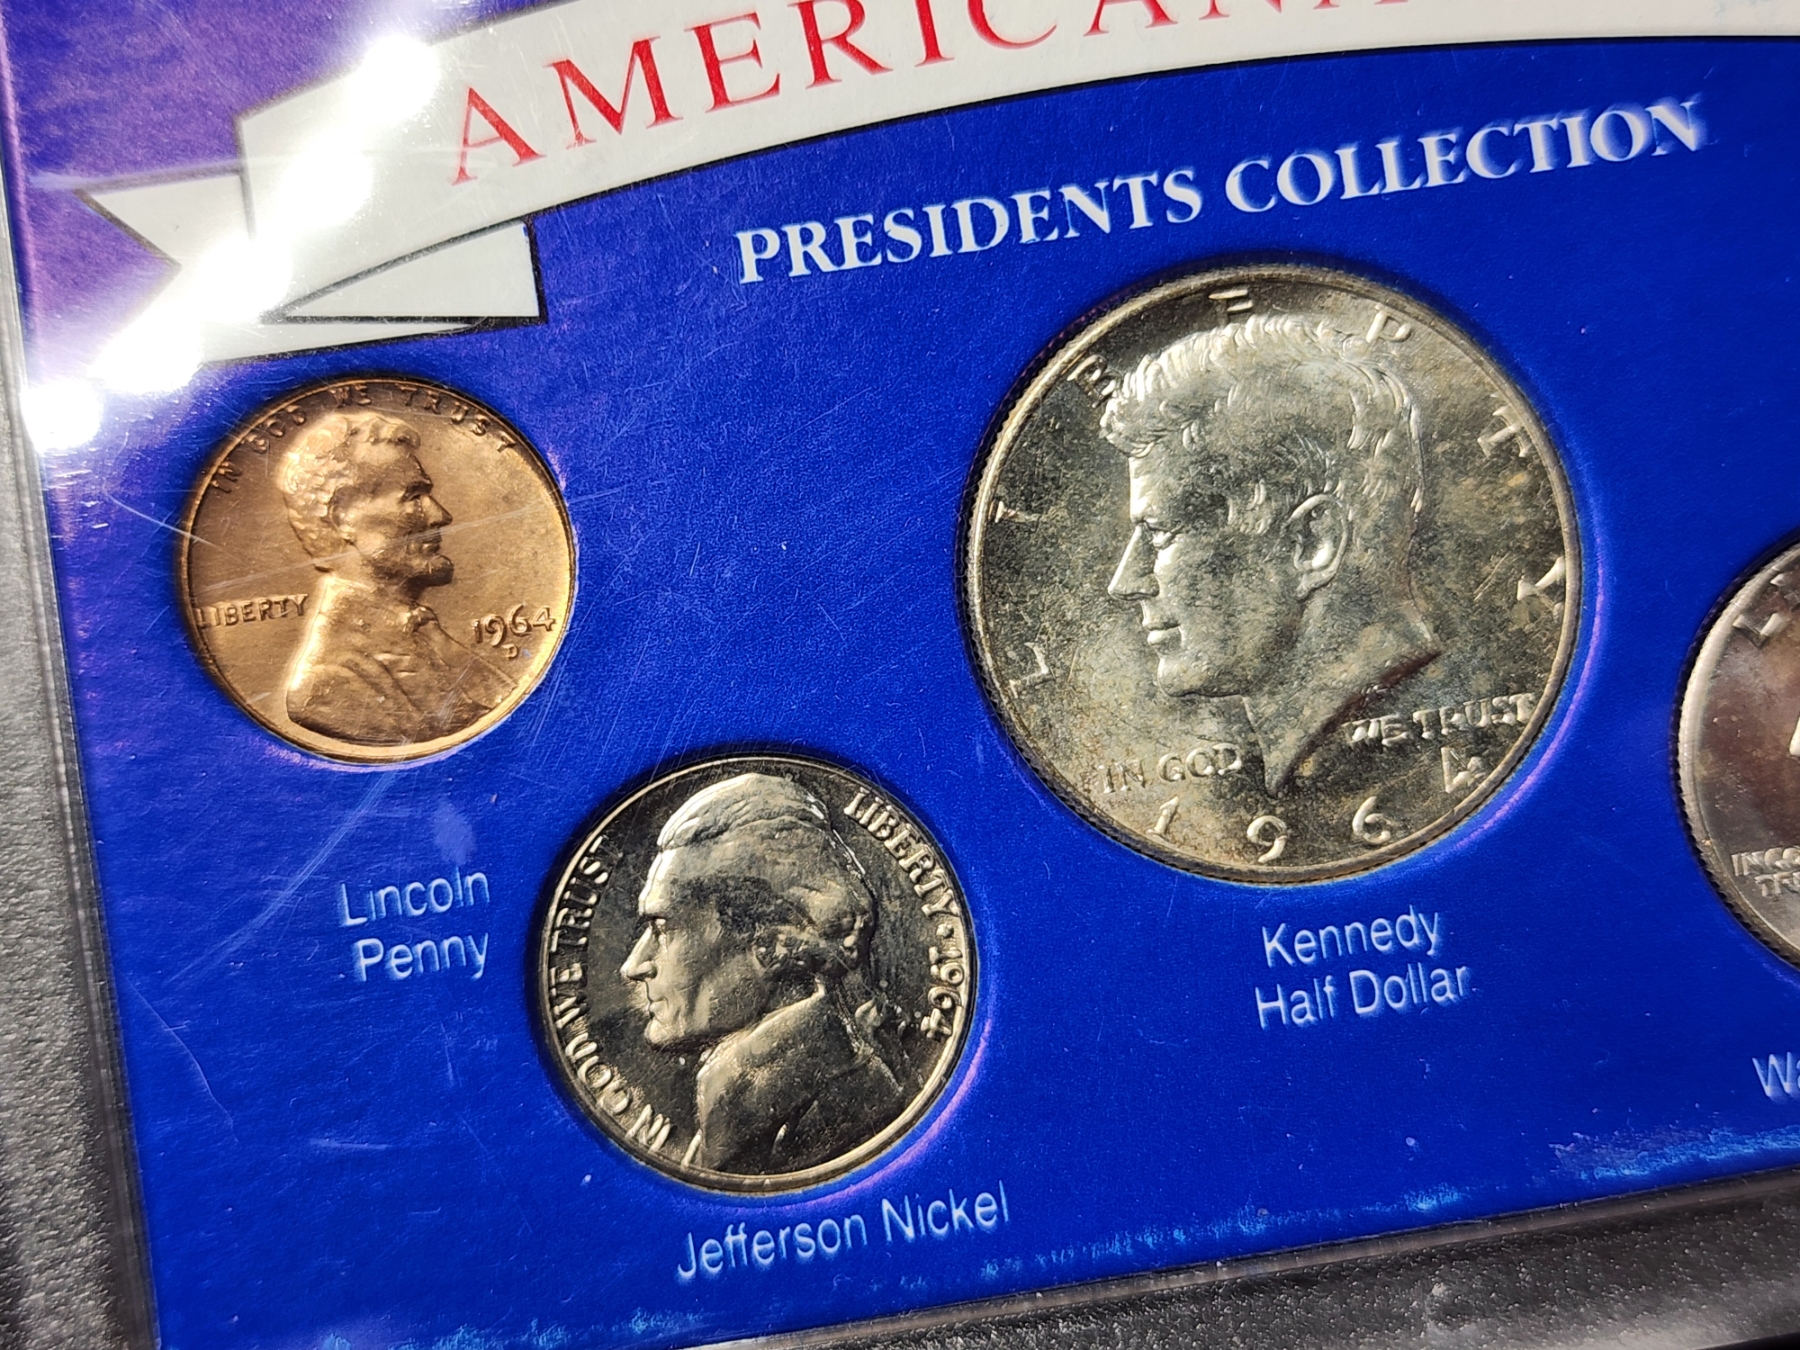 AMERICANA
PRESIDENTS COLLECTION
IN GOD WE TRUST
LIBERTY
1964
D
Lincoln
Penny
IN GOD WE TRUST
LIBERTY • 1964
Jefferson Nickel
LIBERTY
IN GOD WE TRUST
1964
Kennedy
Half Dollar